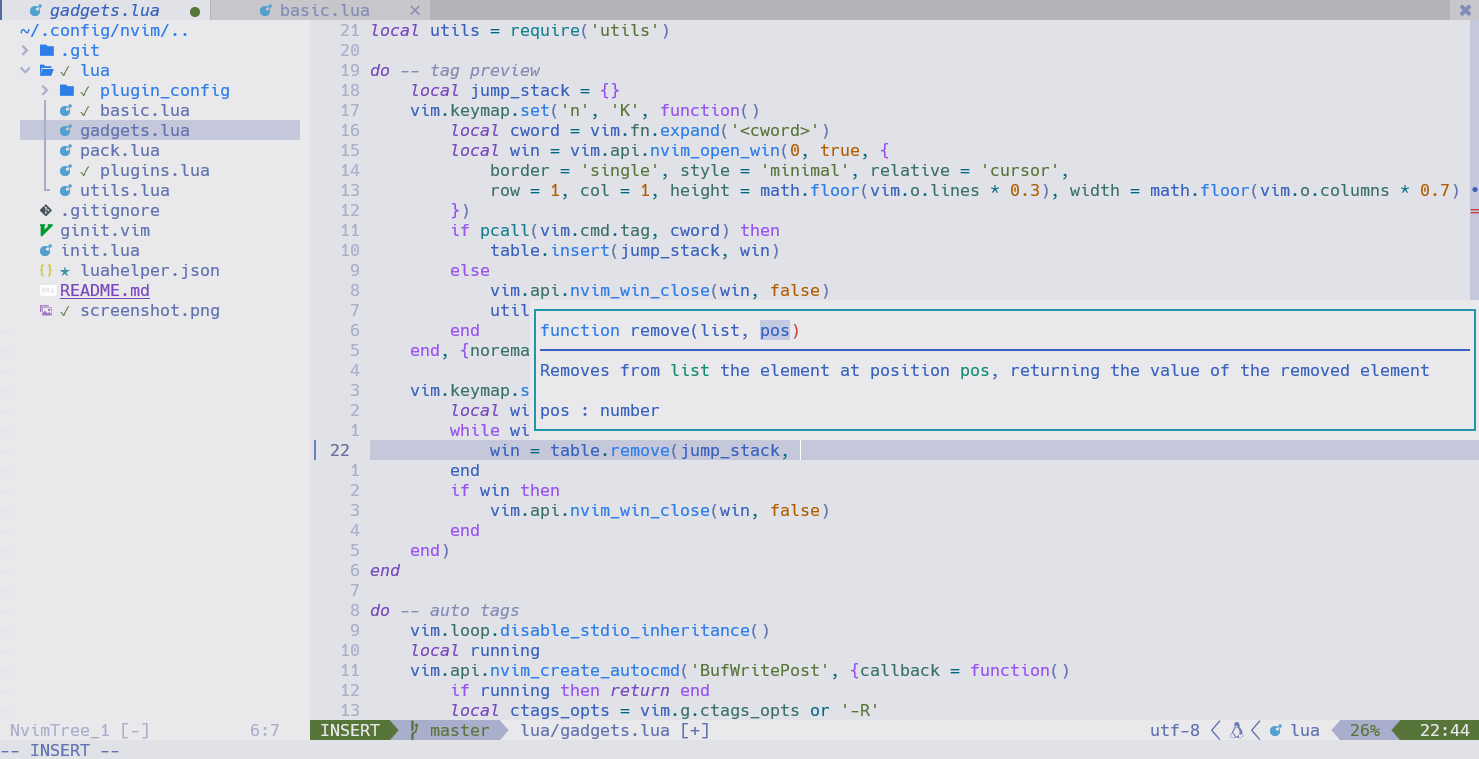 gadgets.lua ● basic.lua ×
~/.config/nvim/..
.git
✓ lua
✓ plugin_config
✓ basic.lua
gadgets.lua
pack.lua
✓ plugins.lua
utils.lua
.gitignore
ginit.vim
init.lua
{} ★ luahelper.json
README.md
✓ screenshot.png
NvimTree_1 [-] 6:7
21 local utils = require('utils')
20
19 do -- tag preview
18     local jump_stack = {}
17     vim.keymap.set('n', 'K', function()
16         local cword = vim.fn.expand('<cword>')
15         local win = vim.api.nvim_open_win(0, true, {
14             border = 'single', style = 'minimal', relative = 'cursor',
13             row = 1, col = 1, height = math.floor(vim.o.lines * 0.3), width = math.floor(vim.o.columns * 0.7)
12         })
11         if pcall(vim.cmd.tag, cword) then
10             table.insert(jump_stack, win)
9         else
8             vim.api.nvim_win_close(win, false)
7             util
6         end
5     end, {norema
4
3     vim.keymap.s
2         local wi
1         while wi
22             win = table.remove(jump_stack,
1         end
2         if win then
3             vim.api.nvim_win_close(win, false)
4         end
5     end)
6 end
7
8 do -- auto tags
9     vim.loop.disable_stdio_inheritance()
10     local running
11     vim.api.nvim_create_autocmd('BufWritePost', {callback = function()
12         if running then return end
13         local ctags_opts = vim.g.ctags_opts or '-R'
function remove(list, pos)
Removes from list the element at position pos, returning the value of the removed element
pos : number
INSERT master lua/gadgets.lua [+] utf-8 lua 26% 22:44
-- INSERT --